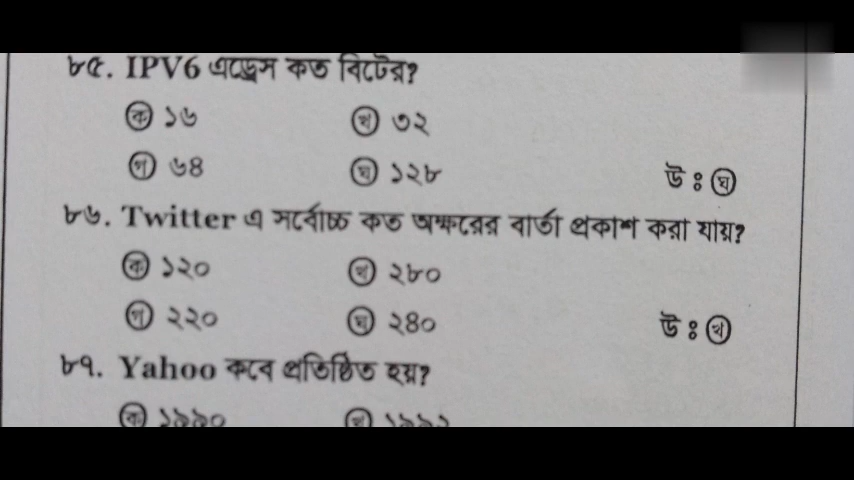 ৮৫. IPV6 এড্রেস কত বিটের?
ক ১৬ খ ৩২
গ ৬৪ ঘ ১২৮ উঃ ঘ
৮৬. Twitter এ সর্বোচ্চ কত অক্ষরের বার্তা প্রকাশ করা যায়?
ক ১২০ খ ২৮০
গ ২২০ ঘ ২৪০ উঃ খ
৮৭. Yahoo কবে প্রতিষ্ঠিত হয়?
ক ১৯৯০ খ